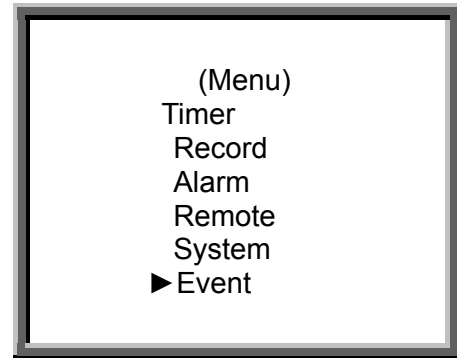 (Menu)
Timer
Record
Alarm
Remote
System
►Event